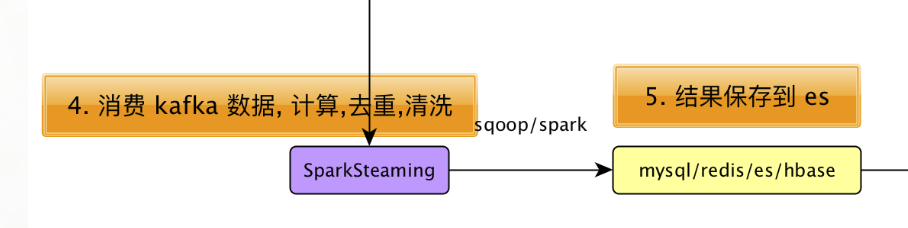 4. 消费 kafka 数据, 计算,去重,清洗
5. 结果保存到 es
sqoop/spark
SparkSteaming
mysql/redis/es/hbase